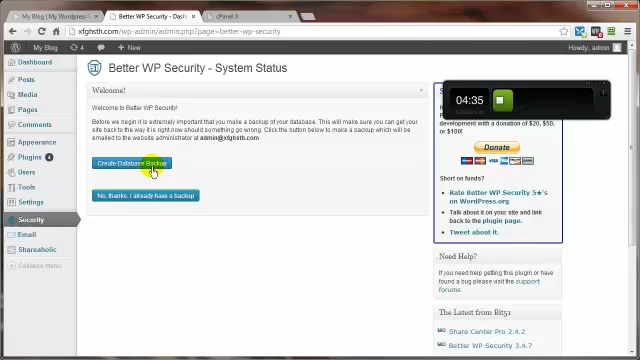 My Blog | My Wordpress
Better WP Security - Dash
cPanel X
xfghsth.com/wp-admin/admin.php?page=better-wp-security
My Blog
4
+ New
Howdy, admin
Dashboard
Posts
Media
Pages
Comments
Appearance
Plugins 4
Users
Tools
Settings
Security
Email
Shareaholic
Collapse menu
Better WP Security - System Status
Welcome!
Welcome to Better WP Security!
Before we begin it is extremely important that you make a backup of your database. This will make sure you can get
site back to the way it is right now should something go wrong. Click the button below to make a backup which will be
emailed to the website administrator at admin@xfghsth.com
Create Database Backup
No, thanks. I already have a backup
04:35
development with a donation of $20, $50,
or $100!
Donate
Short on funds?
Rate Better WP Security 5★'s
on WordPress.org
Talk about it on your site and link
back to the plugin page.
Tweet about it.
Need Help?
If you need help getting this plugin or have
found a bug please visit the support
forums.
The Latest from Bit51
Share Center Pro 2.4.2
Better WP Security 3.4.7